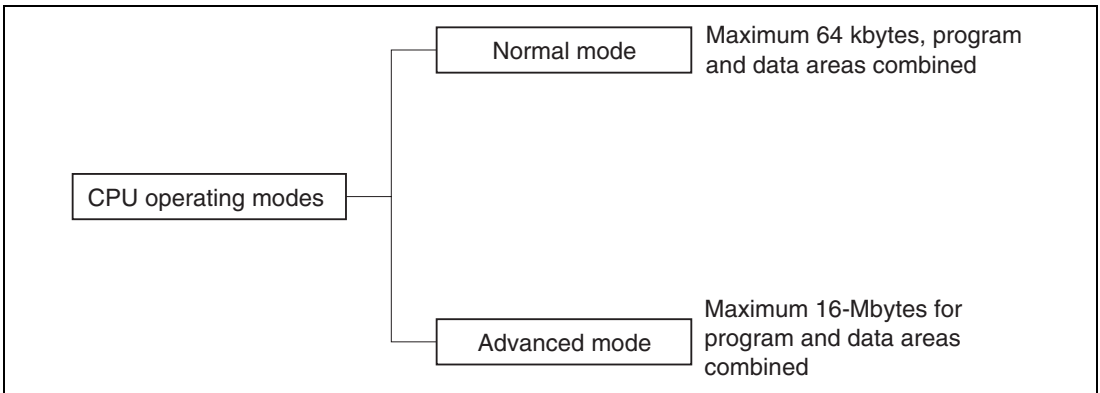 Normal mode
Maximum 64 kbytes, program
and data areas combined
CPU operating modes
Advanced mode
Maximum 16-Mbytes for
program and data areas
combined